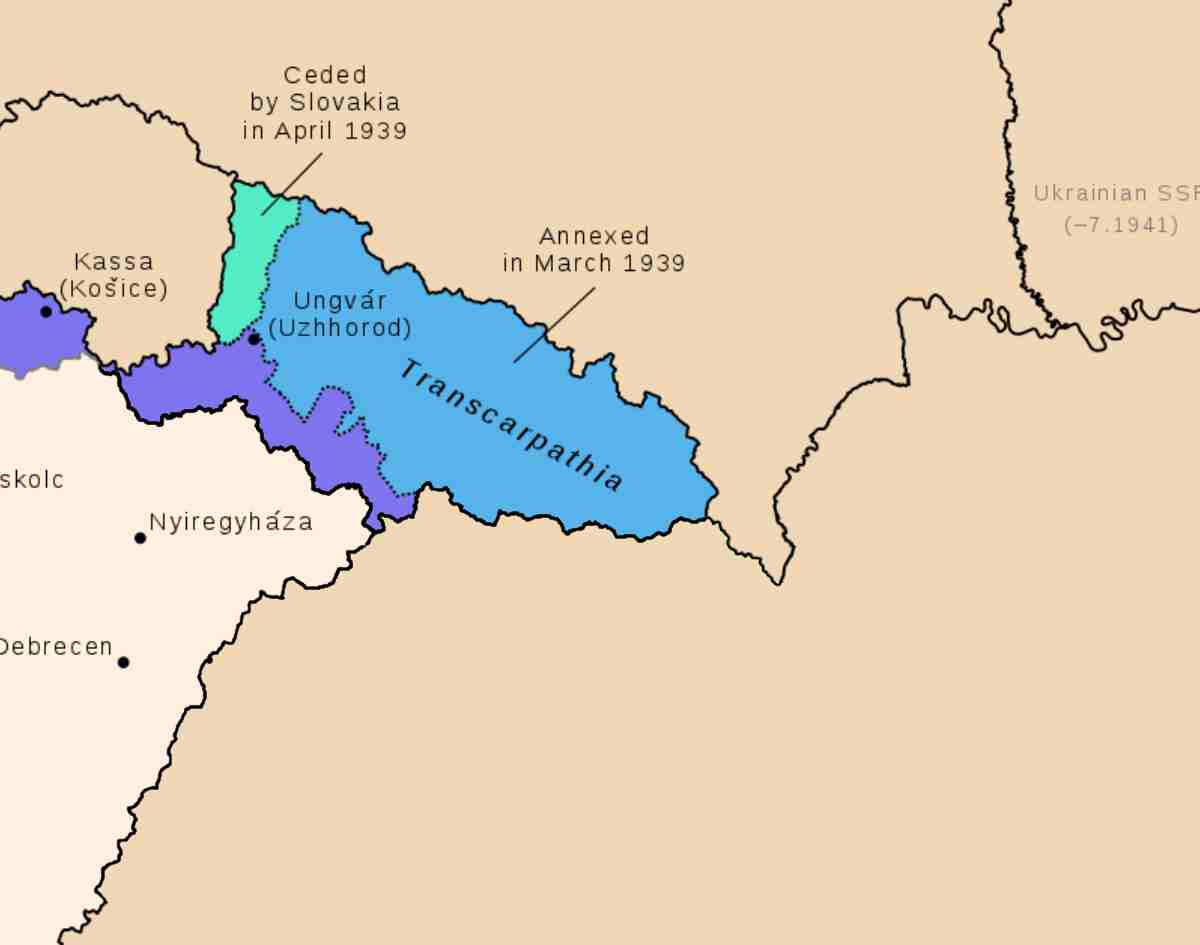 Ceded
by Slovakia
in April 1939
Ukrainian SS
(–7.1941)
Annexed
in March 1939
Kassa
(Košice)
Ungvár
(Uzhhorod)
Transcarpathia
skolc
Nyiregyháza
Debrecen